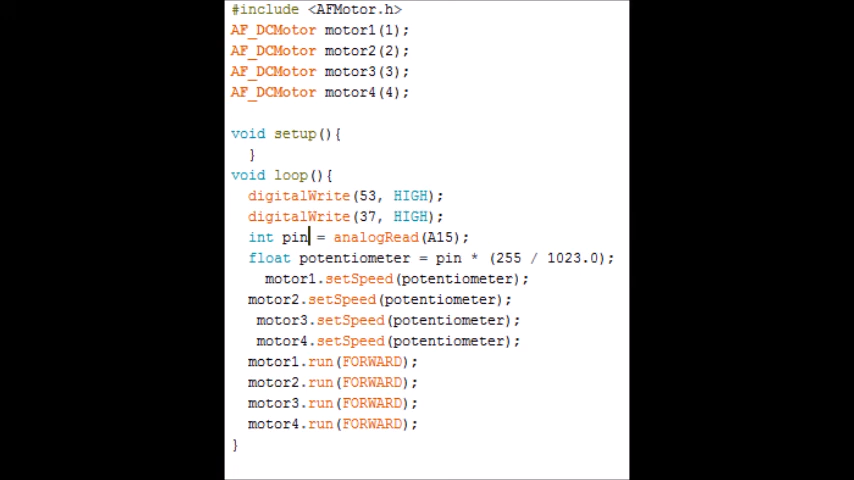 #include <AFMotor.h>
AF_DCMotor motor1(1);
AF_DCMotor motor2(2);
AF_DCMotor motor3(3);
AF_DCMotor motor4(4);
void setup(){
}
void loop(){
digitalWrite(53, HIGH);
digitalWrite(37, HIGH);
int pin = analogRead(A15);
float potentiometer = pin * (255 / 1023.0);
motor1.setSpeed(potentiometer);
motor2.setSpeed(potentiometer);
motor3.setSpeed(potentiometer);
motor4.setSpeed(potentiometer);
motor1.run(FORWARD);
motor2.run(FORWARD);
motor3.run(FORWARD);
motor4.run(FORWARD);
}